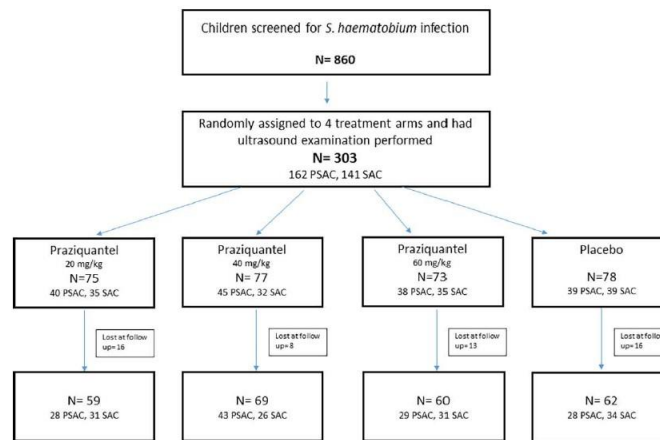 Children screened for S. haematobium infection
N= 860
Randomly assigned to 4 treatment arms and had
ultrasound examination performed
N= 303
162 PSAC, 141 SAC
Praziquantel
20 mg/kg
N=75
40 PSAC, 35 SAC
Praziquantel
40 mg/kg
N= 77
45 PSAC, 32 SAC
Praziquantel
60 mg/kg
N=73
38 PSAC, 35 SAC
Placebo
N=78
39 PSAC, 39 SAC
Lost at follow
up=16
Lost at follow
up=8
Lost at follow
up=13
Lost at follow
up=16
N= 59
28 PSAC, 31 SAC
N= 69
43 PSAC, 26 SAC
N= 60
29 PSAC, 31 SAC
N= 62
28 PSAC, 34 SAC